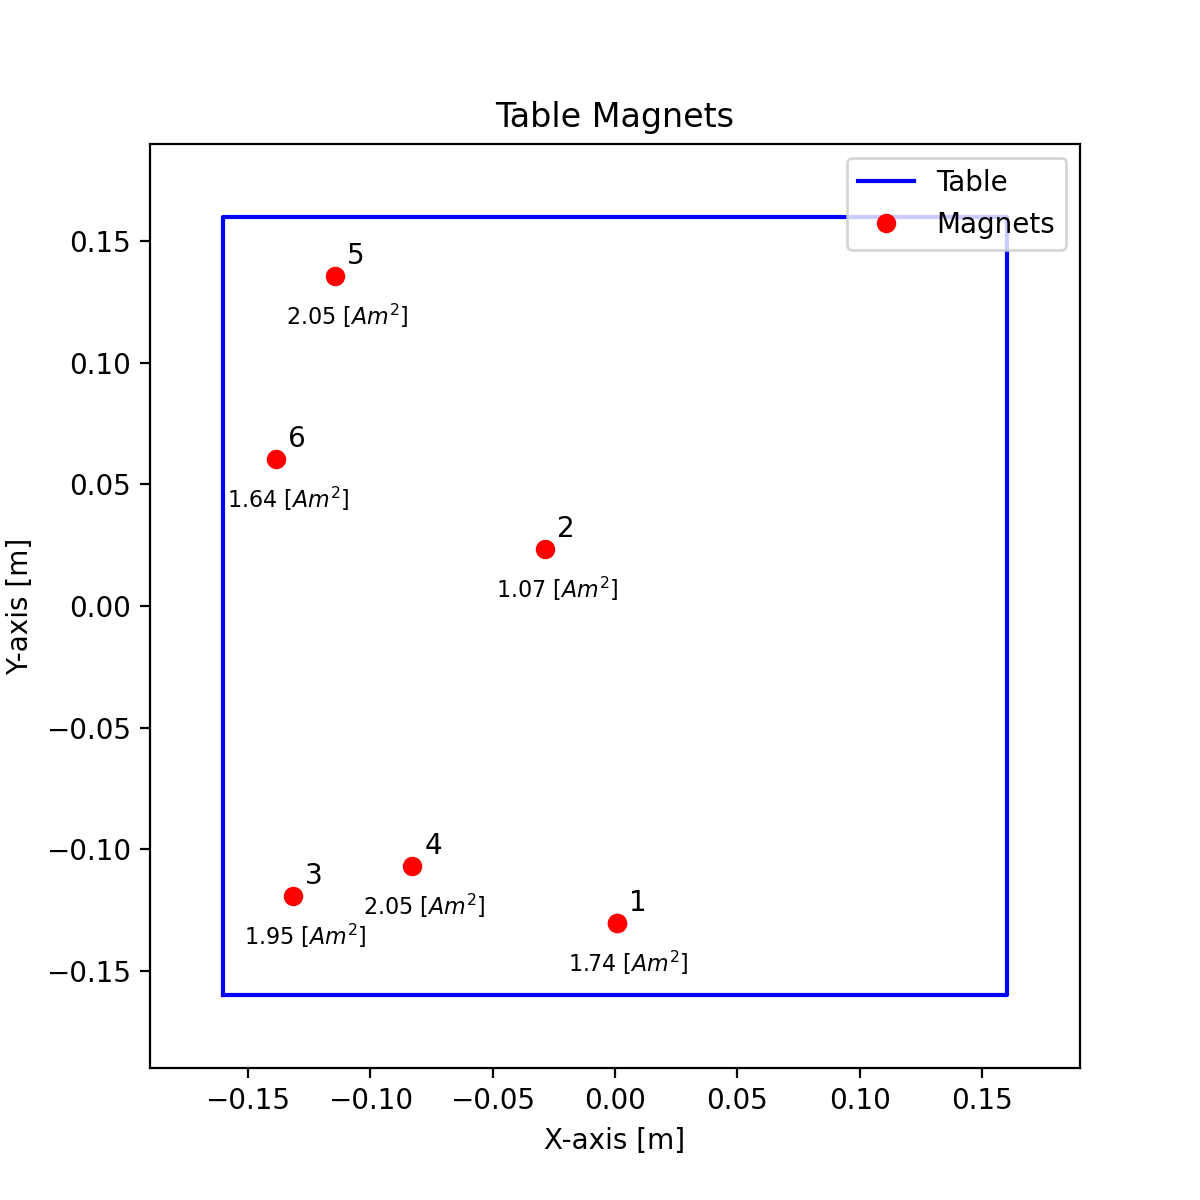 Table Magnets
Table
Magnets
0.15
0.10
0.05
0.00
−0.05
−0.10
−0.15
Y-axis [m]
5
2.05 [Am²]
6
1.64 [Am²]
2
1.07 [Am²]
4
2.05 [Am²]
3
1.95 [Am²]
1
1.74 [Am²]
−0.15 −0.10 −0.05 0.00 0.05 0.10 0.15
X-axis [m]